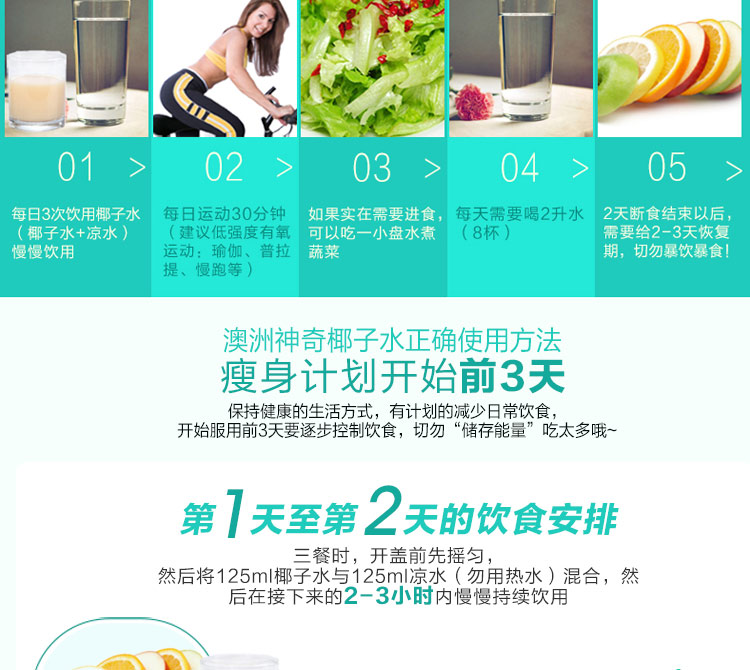 01 >
每日3次饮用椰子水
（椰子水+凉水）
慢慢饮用
02 >
每日运动30分钟
（建议低强度有氧
运动：瑜伽、普拉
提、慢跑等）
03 >
如果实在需要进食，
可以吃一小盘水煮
蔬菜
04 >
每天需要喝2升水
（8杯）
05 >
2天断食结束以后，
需要给2-3天恢复
期，切勿暴饮暴食！
澳洲神奇椰子水正确使用方法
瘦身计划开始前3天
保持健康的生活方式，有计划的减少日常饮食，
开始服用前3天要逐步控制饮食，切勿“储存能量”吃太多哦~
第1天至第2天的饮食安排
三餐时，开盖前先摇匀，
然后将125ml椰子水与125ml凉水（勿用热水）混合，然
后在接下来的2-3小时内慢慢持续饮用